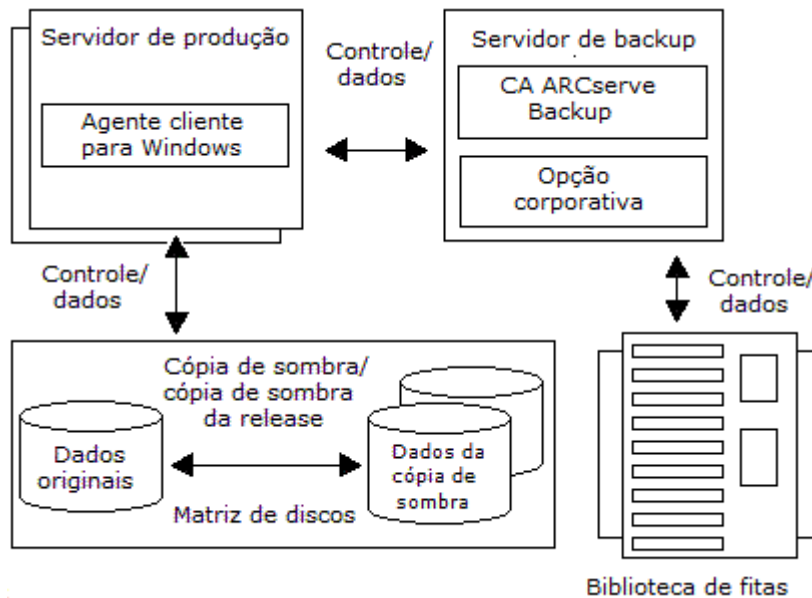 Servidor de produção
Agente cliente
para Windows
Controle/
dados
Servidor de backup
CA ARCserve
Backup
Opção
corporativa
Controle/
dados
Controle/
dados
Cópia de sombra/
cópia de sombra
da release
Dados
originais
Dados da
cópia de
sombra
Matriz de discos
Biblioteca de fitas